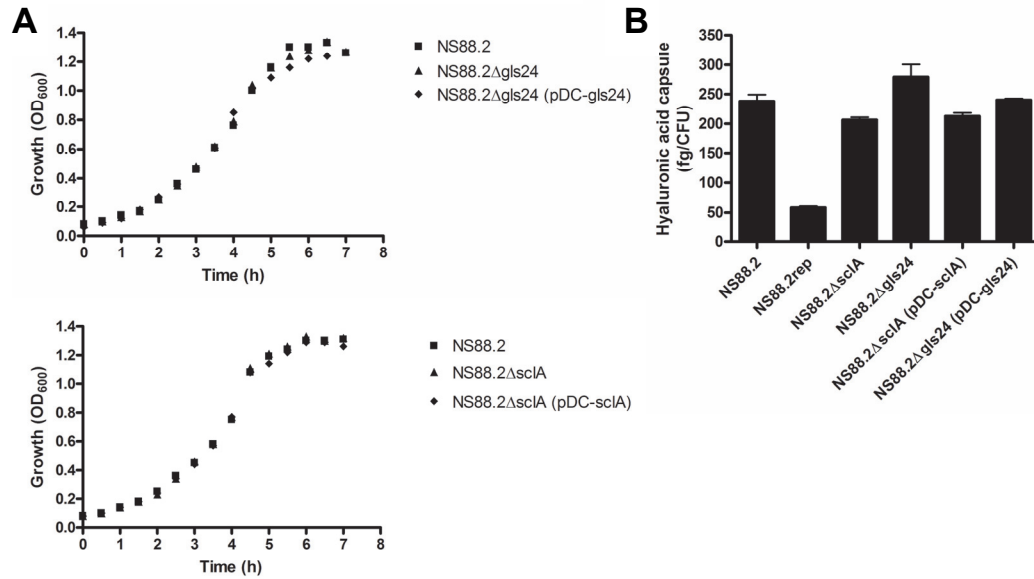 A
1.4
1.2
1.0
0.8
0.6
0.4
0.2
0.0
Growth (OD600)
0 1 2 3 4 5 6 7 8
Time (h)
NS88.2
NS88.2Δgls24
NS88.2Δgls24 (pDC-gls24)
1.4
1.2
1.0
0.8
0.6
0.4
0.2
0.0
Growth (OD600)
0 1 2 3 4 5 6 7 8
Time (h)
NS88.2
NS88.2ΔsclA
NS88.2ΔsclA (pDC-sclA)
B
Hyaluronic acid capsule
(fg/CFU)
350
300
250
200
150
100
50
0
NS88.2
NS88.2rep
NS88.2ΔsclA
NS88.2Δgls24
NS88.2ΔsclA (pDC-sclA)
NS88.2Δgls24 (pDC-gls24)